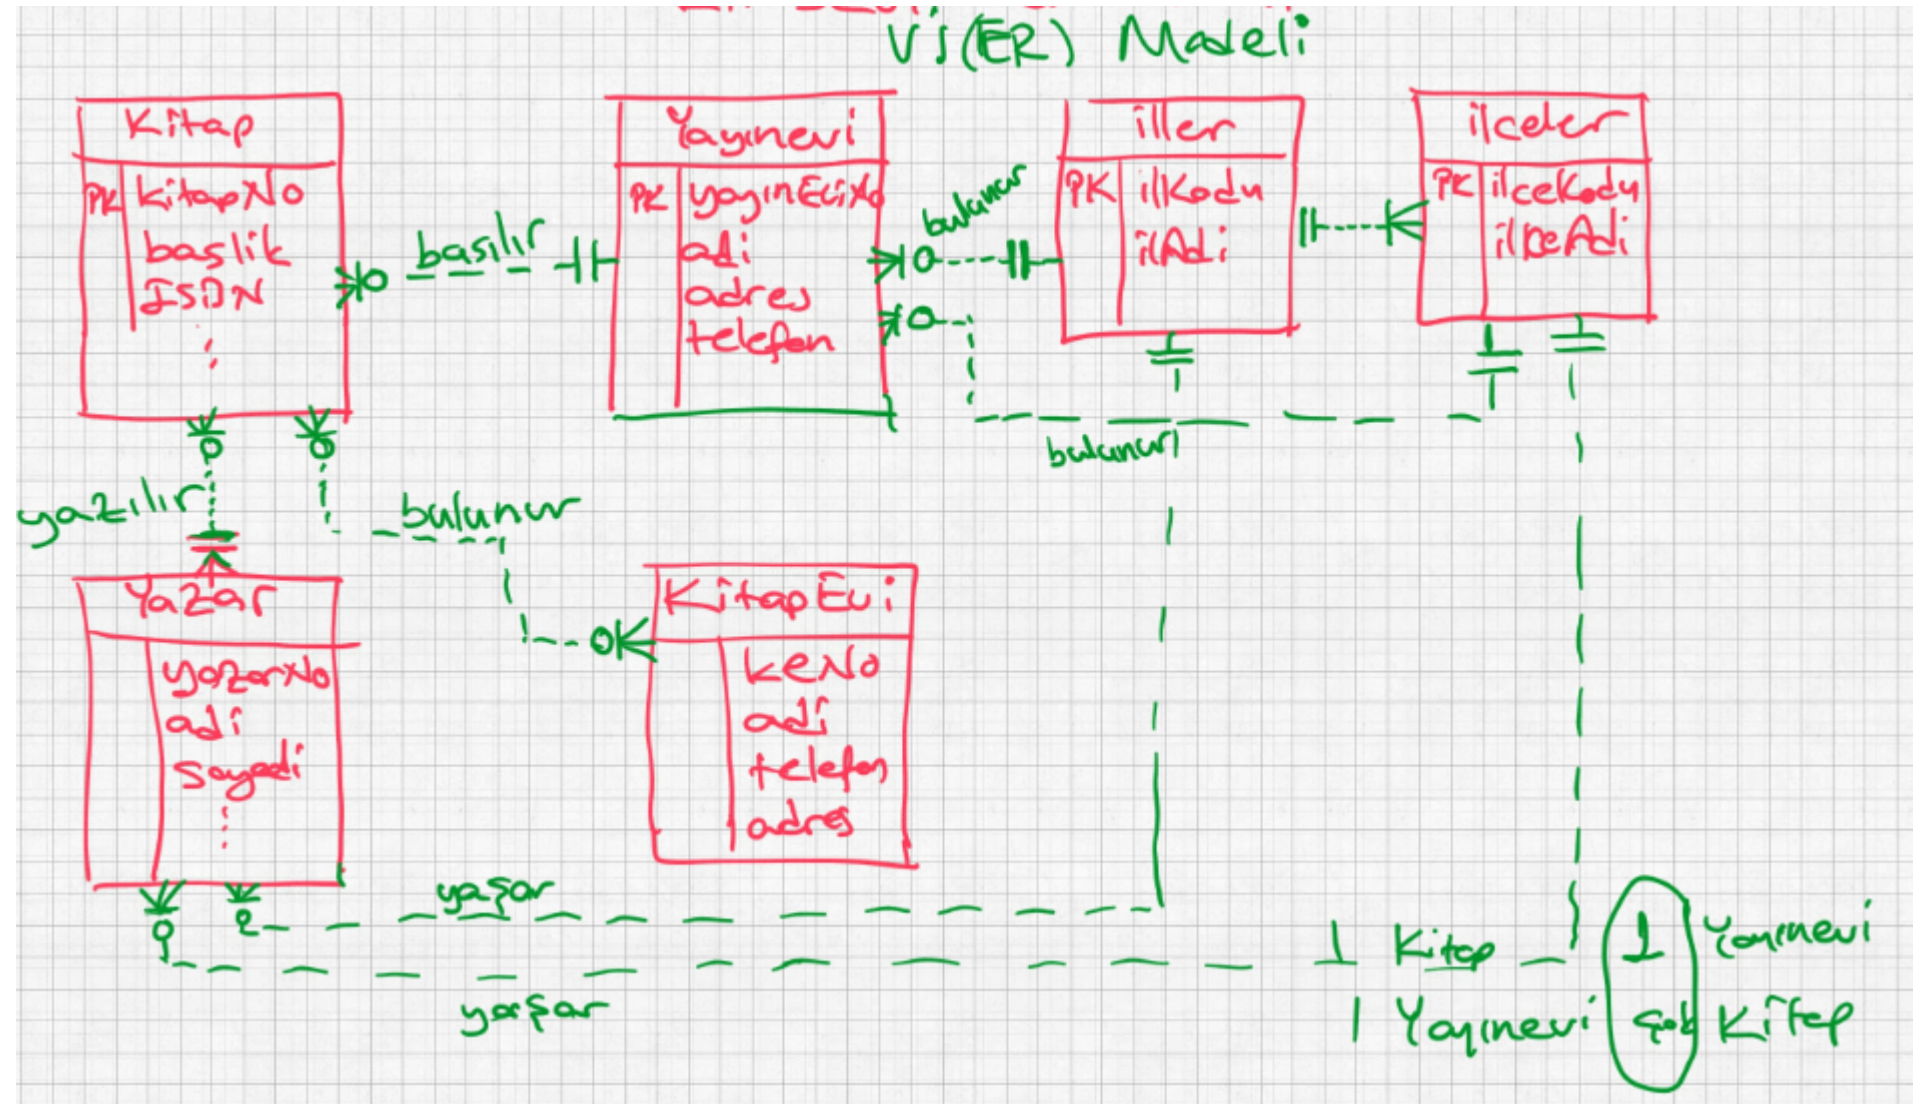 Vs(ER) Modeli
Kitap
PK kitapNo
baslik
ISBN
basılır
Yayınevi
PK yayınEviNo
adi
adres
telefon
bulunur
iller
PK ilKodu
ilAdi
ilceler
PK ilceKodu
ilceAdi
bulunur
yazılır
bulunur
Yazar
yazarNo
adi
Soyadi
KitapEvi
KeNo
adi
telefon
adres
yaşar
yaşar
1 Kitap 1 Yayınevi
1 Yayınevi çok Kitap